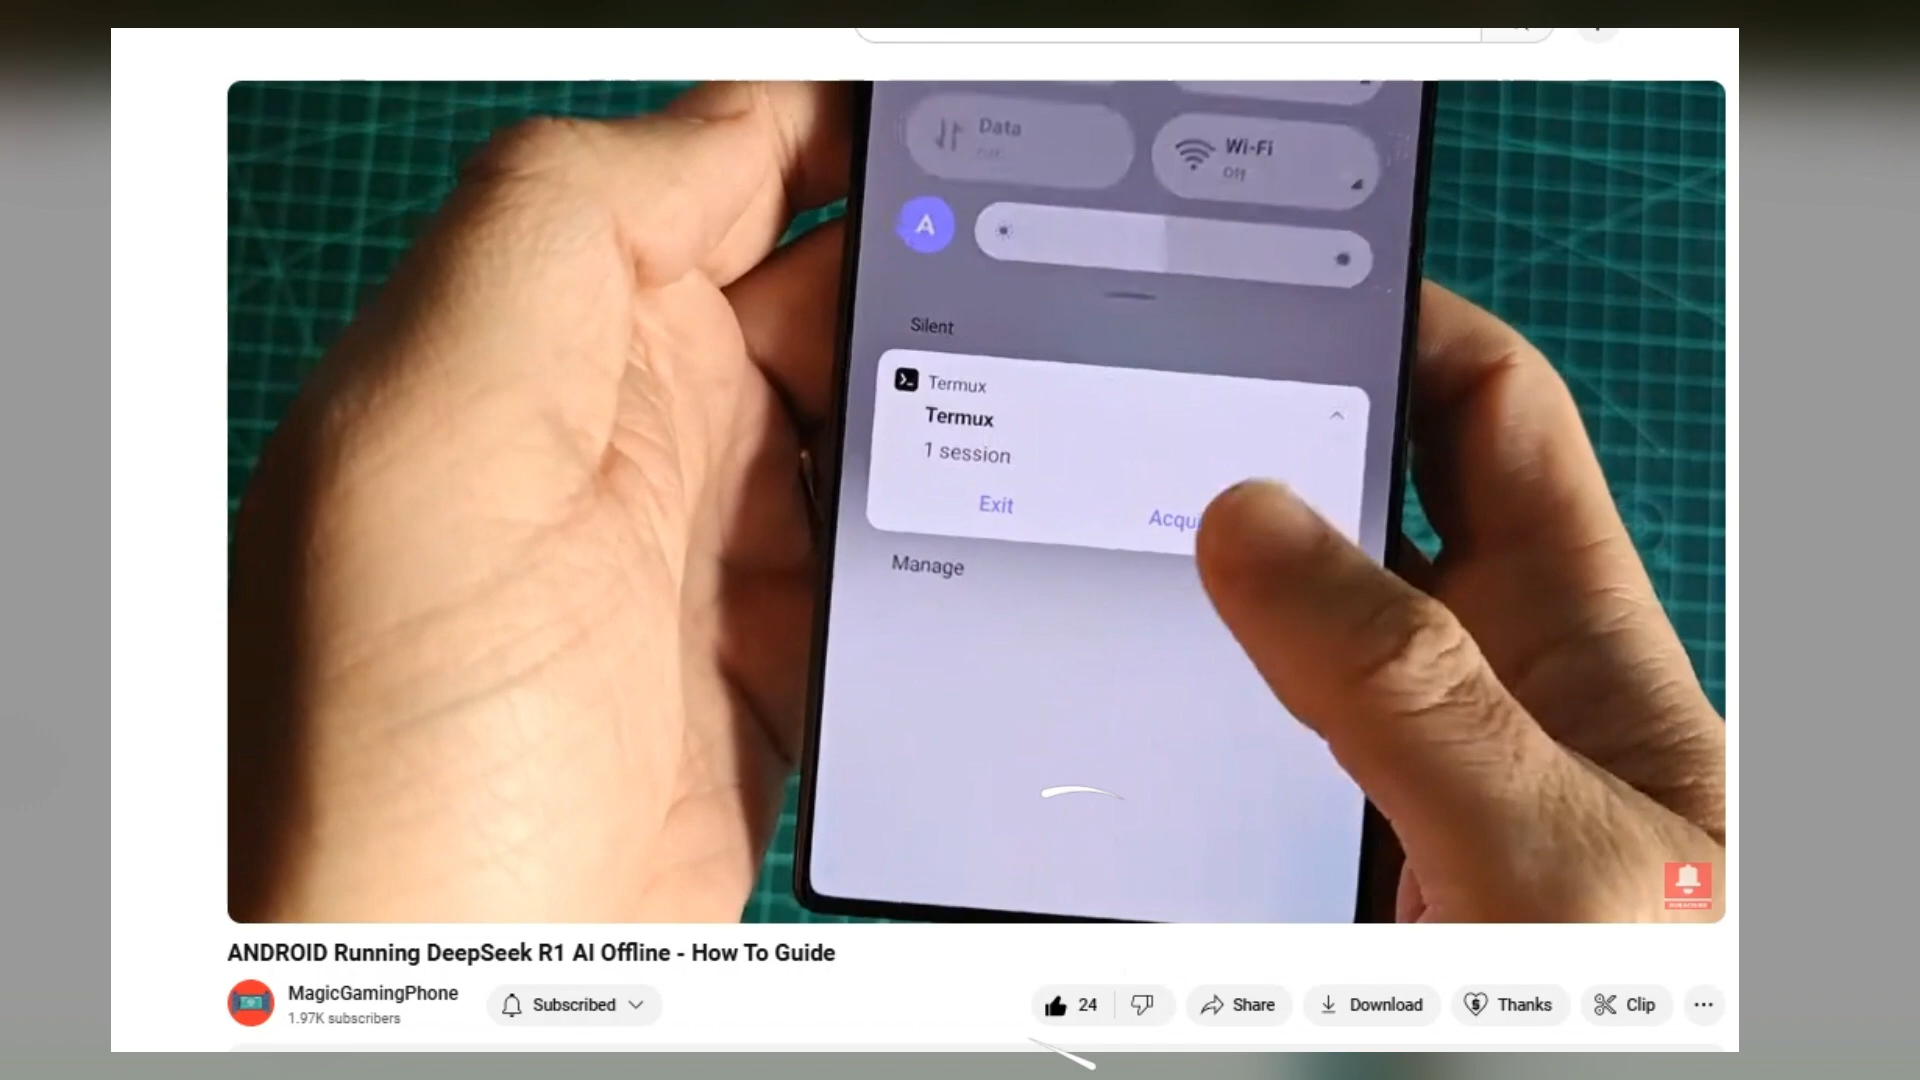 Data
Wi-Fi
Off
A
Silent
Termux
Termux
1 session
Exit
Manage
SUBSCRIBE
ANDROID Running DeepSeek R1 AI Offline - How To Guide
MagicGamingPhone
1.97K subscribers
Subscribed
24
Share
Download
Thanks
Clip